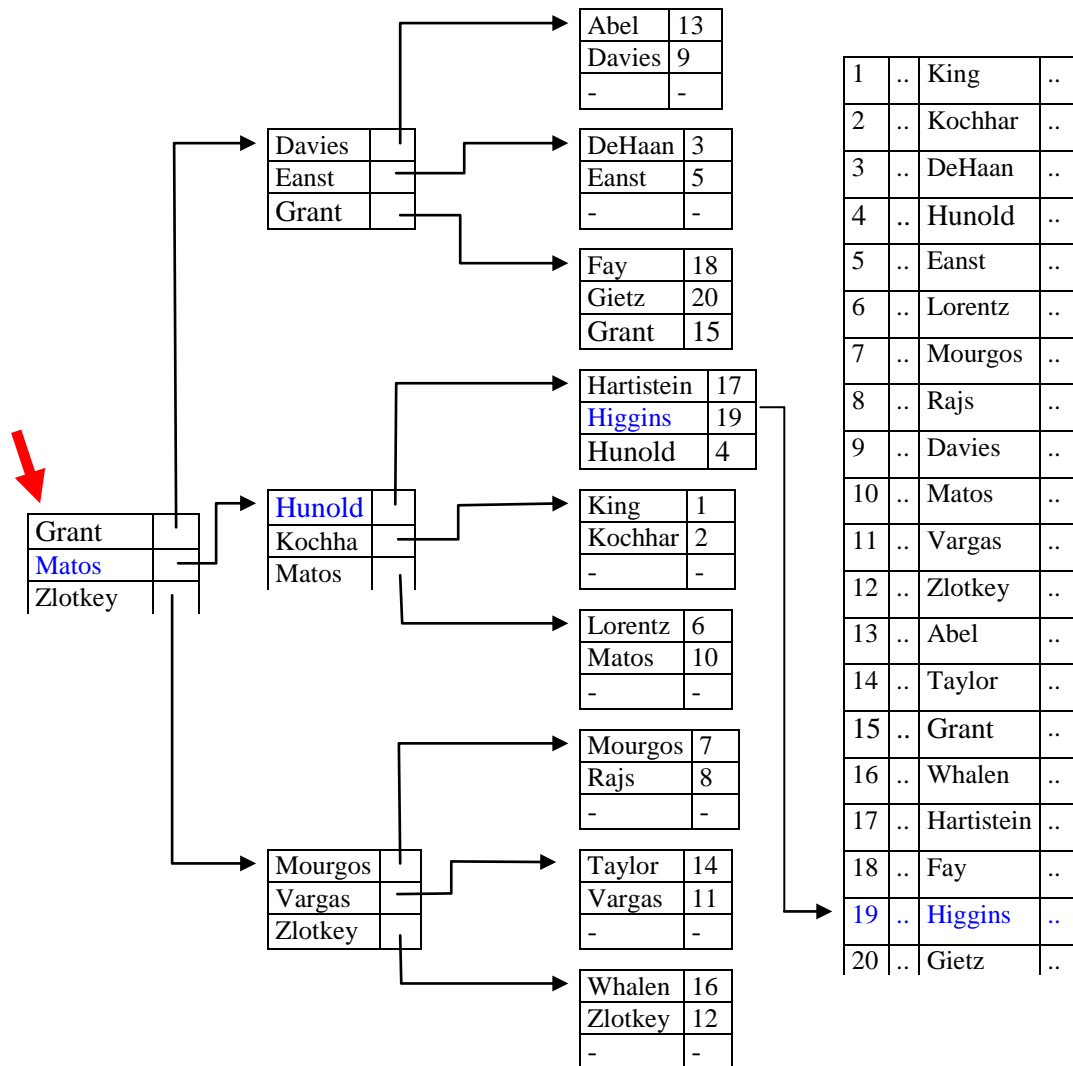 Grant
Matos
Zlotkey
Davies
Eanst
Grant
Hunold
Kochha
Matos
Mourgos
Vargas
Zlotkey
Abel 13
Davies 9
- -
DeHaan 3
Eanst 5
- -
Fay 18
Gietz 20
Grant 15
Hartistein 17
Higgins 19
Hunold 4
King 1
Kochhar 2
- -
Lorentz 6
Matos 10
- -
Mourgos 7
Rajs 8
- -
Taylor 14
Vargas 11
- -
Whalen 16
Zlotkey 12
- -
1 .. King ..
2 .. Kochhar ..
3 .. DeHaan ..
4 .. Hunold ..
5 .. Eanst ..
6 .. Lorentz ..
7 .. Mourgos ..
8 .. Rajs ..
9 .. Davies ..
10 .. Matos ..
11 .. Vargas ..
12 .. Zlotkey ..
13 .. Abel ..
14 .. Taylor ..
15 .. Grant ..
16 .. Whalen ..
17 .. Hartistein ..
18 .. Fay ..
19 .. Higgins ..
20 .. Gietz ..